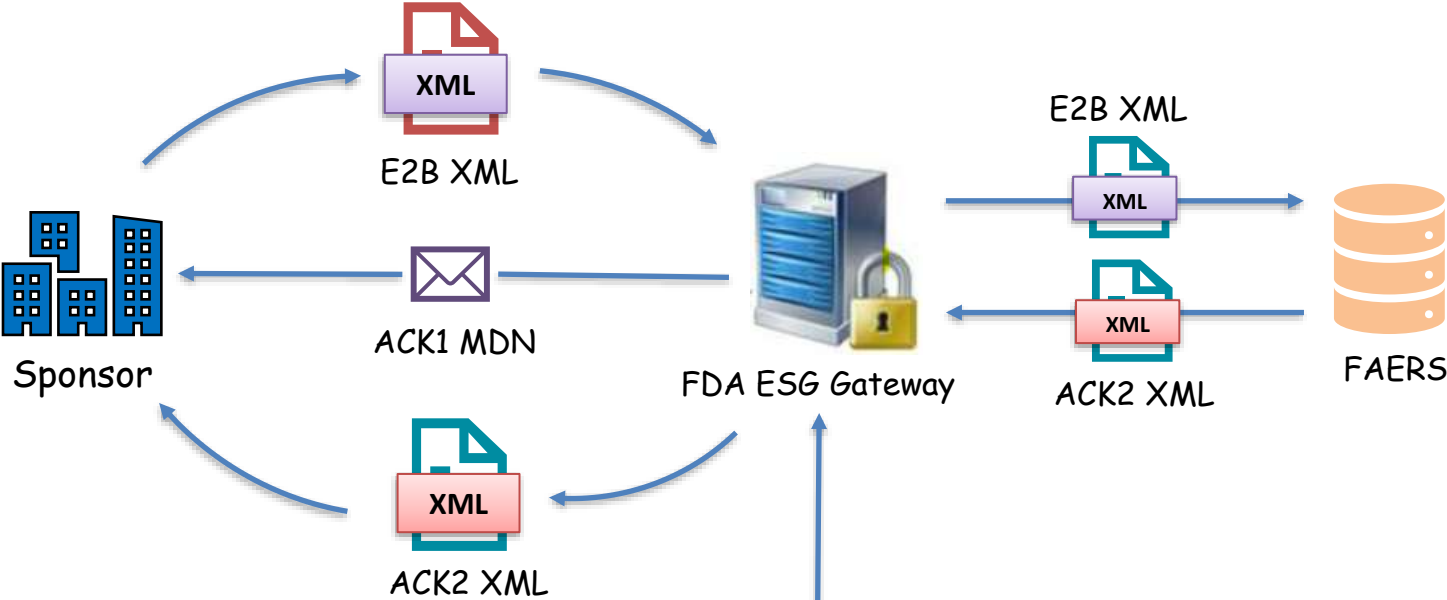 XML
E2B XML
E2B XML
XML
ACK1 MDN
Sponsor
FDA ESG Gateway
XML
ACK2 XML
FAERS
XML
ACK2 XML